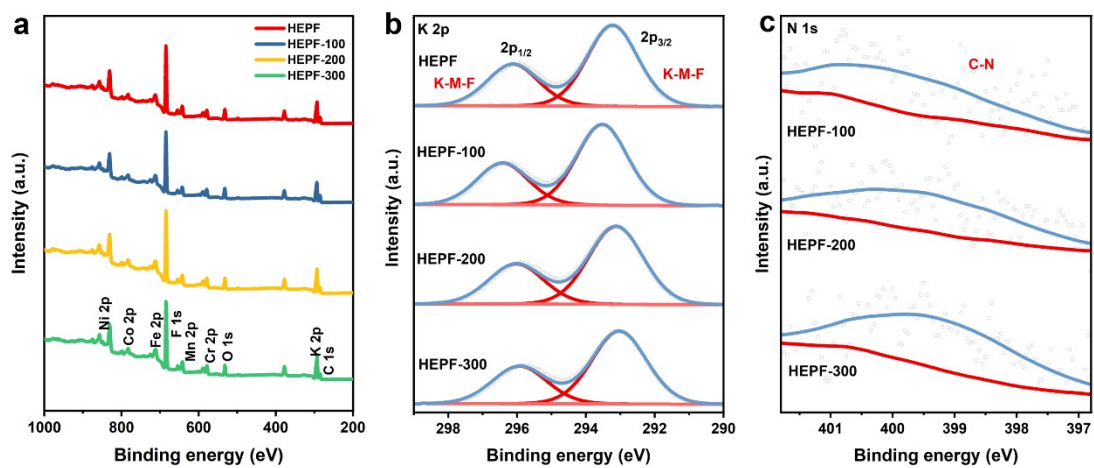 a
HEPF
HEPF-100
HEPF-200
HEPF-300
Ni 2p
Co 2p
Fe 2p
F 1s
Mn 2p
Cr 2p
O 1s
K 2p
C 1s
Intensity (a.u.)
1000 800 600 400 200
Binding energy (eV)
b
K 2p
2p1/2
2p3/2
HEPF
K-M-F
K-M-F
HEPF-100
HEPF-200
HEPF-300
Intensity (a.u.)
298 296 294 292 290
Binding energy (eV)
c
N 1s
C-N
HEPF-100
HEPF-200
HEPF-300
Intensity (a.u.)
401 400 399 398 397
Binding energy (eV)